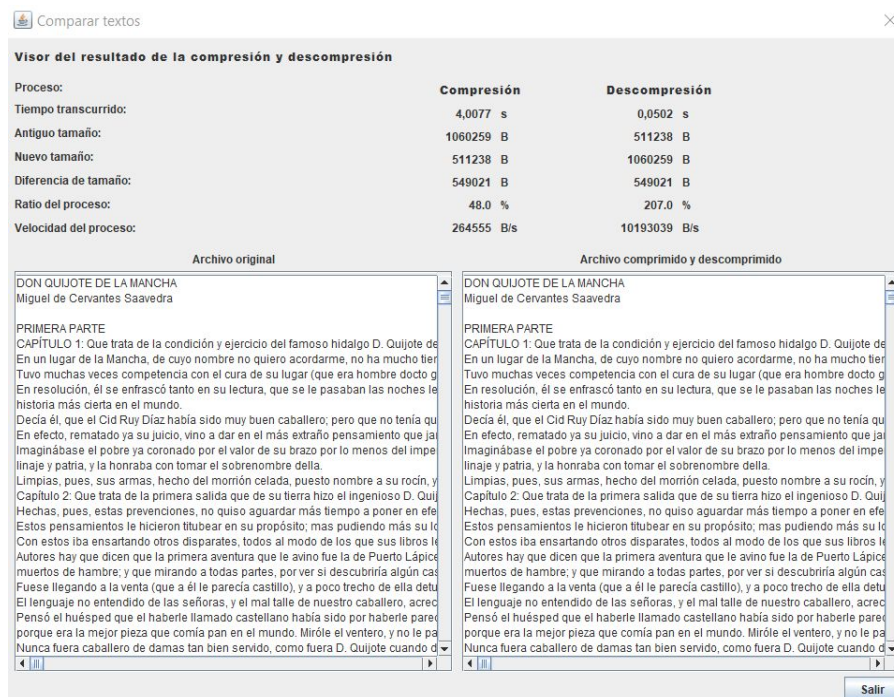 Comparar textos
Visor del resultado de la compresión y descompresión
Proceso: Compresión Descompresión
Tiempo transcurrido: 4,0077 s 0,0502 s
Antiguo tamaño: 1060259 B 511238 B
Nuevo tamaño: 511238 B 1060259 B
Diferencia de tamaño: 549021 B 549021 B
Ratio del proceso: 48.0 % 207.0 %
Velocidad del proceso: 264555 B/s 10193039 B/s
Archivo original
DON QUIJOTE DE LA MANCHA
Miguel de Cervantes Saavedra
PRIMERA PARTE
CAPÍTULO 1: Que trata de la condición y ejercicio del famoso hidalgo D. Quijote de
En un lugar de la Mancha, de cuyo nombre no quiero acordarme, no ha mucho tier
Tuvo muchas veces competencia con el cura de su lugar (que era hombre docto g
En resolución, él se enfrascó tanto en su lectura, que se le pasaban las noches le
historia más cierta en el mundo.
Decía él, que el Cid Ruy Díaz había sido muy buen caballero; pero que no tenía qu
En efecto, rematado ya su juicio, vino a dar en el más extraño pensamiento que jar
Imaginábase el pobre ya coronado por el valor de su brazo por lo menos del impe
linaje y patria, y la honraba con tomar el sobrenombre della.
Limpias, pues, sus armas, hecho del morrión celada, puesto nombre a su rocín, y
Capítulo 2: Que trata de la primera salida que de su tierra hizo el ingenioso D. Quij
Hechas, pues, estas prevenciones, no quiso aguardar más tiempo a poner en efe
Estos pensamientos le hicieron titubear en su propósito; mas pudiendo más su lo
Con estos iba ensartando otros disparates, todos al modo de los que sus libros le
Autores hay que dicen que la primera aventura que le avino fue la de Puerto Lápice
muertos de hambre; y que mirando a todas partes, por ver si descubriría algún cas
Fuese llegando a la venta (que a él le parecía castillo), y a poco trecho de ella detu
El lenguaje no entendido de las señoras, y el mal talle de nuestro caballero, acrec
Pensó el huésped que el haberle llamado castellano había sido por haberle parec
porque era la mejor pieza que comía pan en el mundo. Miróle el ventero, y no le pa
Nunca fuera caballero de damas tan bien servido, como fuera D. Quijote cuando d
Archivo comprimido y descomprimido
DON QUIJOTE DE LA MANCHA
Miguel de Cervantes Saavedra
PRIMERA PARTE
CAPÍTULO 1: Que trata de la condición y ejercicio del famoso hidalgo D. Quijote de
En un lugar de la Mancha, de cuyo nombre no quiero acordarme, no ha mucho tier
Tuvo muchas veces competencia con el cura de su lugar (que era hombre docto g
En resolución, él se enfrascó tanto en su lectura, que se le pasaban las noches le
historia más cierta en el mundo.
Decía él, que el Cid Ruy Díaz había sido muy buen caballero; pero que no tenía qu
En efecto, rematado ya su juicio, vino a dar en el más extraño pensamiento que jar
Imaginábase el pobre ya coronado por el valor de su brazo por lo menos del impe
linaje y patria, y la honraba con tomar el sobrenombre della.
Limpias, pues, sus armas, hecho del morrión celada, puesto nombre a su rocín, y
Capítulo 2: Que trata de la primera salida que de su tierra hizo el ingenioso D. Quij
Hechas, pues, estas prevenciones, no quiso aguardar más tiempo a poner en efe
Estos pensamientos le hicieron titubear en su propósito; mas pudiendo más su lo
Con estos iba ensartando otros disparates, todos al modo de los que sus libros le
Autores hay que dicen que la primera aventura que le avino fue la de Puerto Lápice
muertos de hambre; y que mirando a todas partes, por ver si descubriría algún cas
Fuese llegando a la venta (que a él le parecía castillo), y a poco trecho de ella detu
El lenguaje no entendido de las señoras, y el mal talle de nuestro caballero, acrec
Pensó el huésped que el haberle llamado castellano había sido por haberle parec
porque era la mejor pieza que comía pan en el mundo. Miróle el ventero, y no le pa
Nunca fuera caballero de damas tan bien servido, como fuera D. Quijote cuando d
Salir